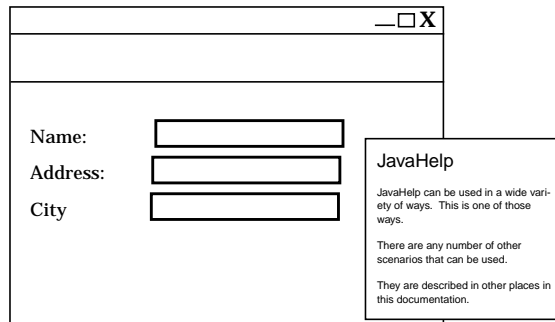 X
Name:
Address:
City
JavaHelp
JavaHelp can be used in a wide vari-
ety of ways. This is one of those
ways.
There are any number of other
scenarios that can be used.
They are described in other places in
this documentation.